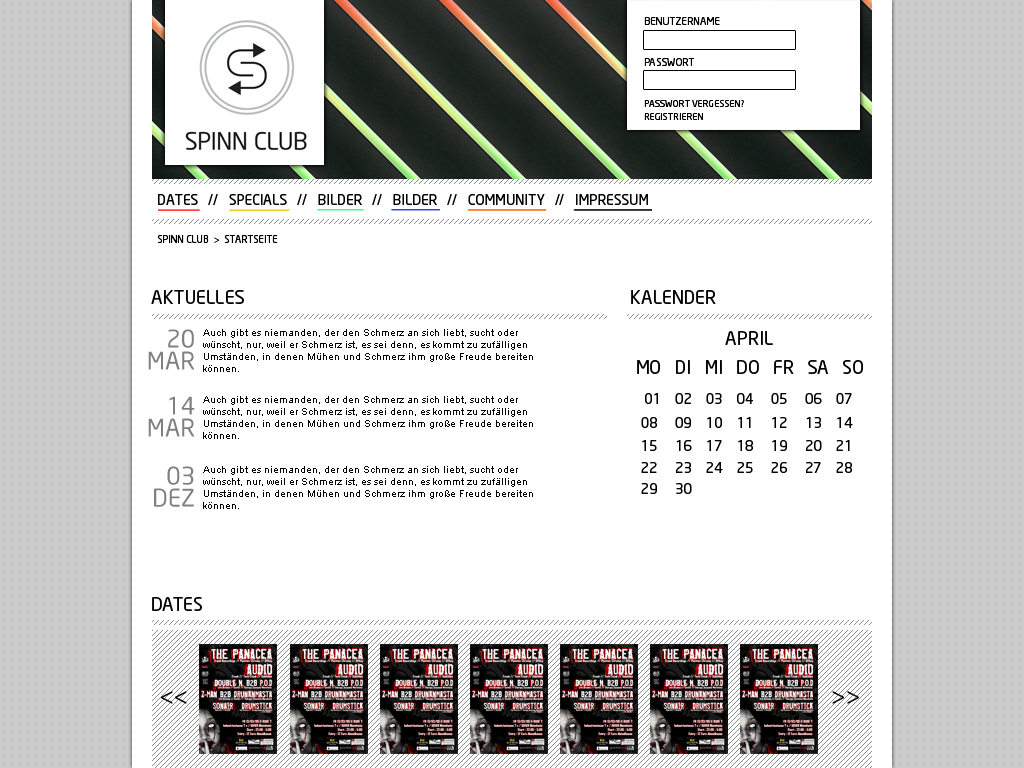 SPINN CLUB
BENUTZERNAME
PASSWORT
PASSWORT VERGESSEN?
REGISTRIEREN
DATES // SPECIALS // BILDER // BILDER // COMMUNITY // IMPRESSUM
SPINN CLUB > STARTSEITE
AKTUELLES
20
MAR
Auch gibt es niemanden, der den Schmerz an sich liebt, sucht oder
wünscht, nur, weil er Schmerz ist, es sei denn, es kommt zu zufälligen
Umständen, in denen Mühen und Schmerz ihm große Freude bereiten
können.
14
MAR
Auch gibt es niemanden, der den Schmerz an sich liebt, sucht oder
wünscht, nur, weil er Schmerz ist, es sei denn, es kommt zu zufälligen
Umständen, in denen Mühen und Schmerz ihm große Freude bereiten
können.
03
DEZ
Auch gibt es niemanden, der den Schmerz an sich liebt, sucht oder
wünscht, nur, weil er Schmerz ist, es sei denn, es kommt zu zufälligen
Umständen, in denen Mühen und Schmerz ihm große Freude bereiten
können.
KALENDER
APRIL
MO DI MI DO FR SA SO
01 02 03 04 05 06 07
08 09 10 11 12 13 14
15 16 17 18 19 20 21
22 23 24 25 26 27 28
29 30
DATES
<<
THE PANACEA
AUDIO
DOUBLE N. B2B P.O.D
Z-MAN B2B DRUNKNMASTA
SONAIR DRUMSTICK
THE PANACEA
AUDIO
DOUBLE N. B2B P.O.D
Z-MAN B2B DRUNKNMASTA
SONAIR DRUMSTICK
THE PANACEA
AUDIO
DOUBLE N. B2B P.O.D
Z-MAN B2B DRUNKNMASTA
SONAIR DRUMSTICK
THE PANACEA
AUDIO
DOUBLE N. B2B P.O.D
Z-MAN B2B DRUNKNMASTA
SONAIR DRUMSTICK
THE PANACEA
AUDIO
DOUBLE N. B2B P.O.D
Z-MAN B2B DRUNKNMASTA
SONAIR DRUMSTICK
THE PANACEA
AUDIO
DOUBLE N. B2B P.O.D
Z-MAN B2B DRUNKNMASTA
SONAIR DRUMSTICK
THE PANACEA
AUDIO
DOUBLE N. B2B P.O.D
Z-MAN B2B DRUNKNMASTA
SONAIR DRUMSTICK
>>